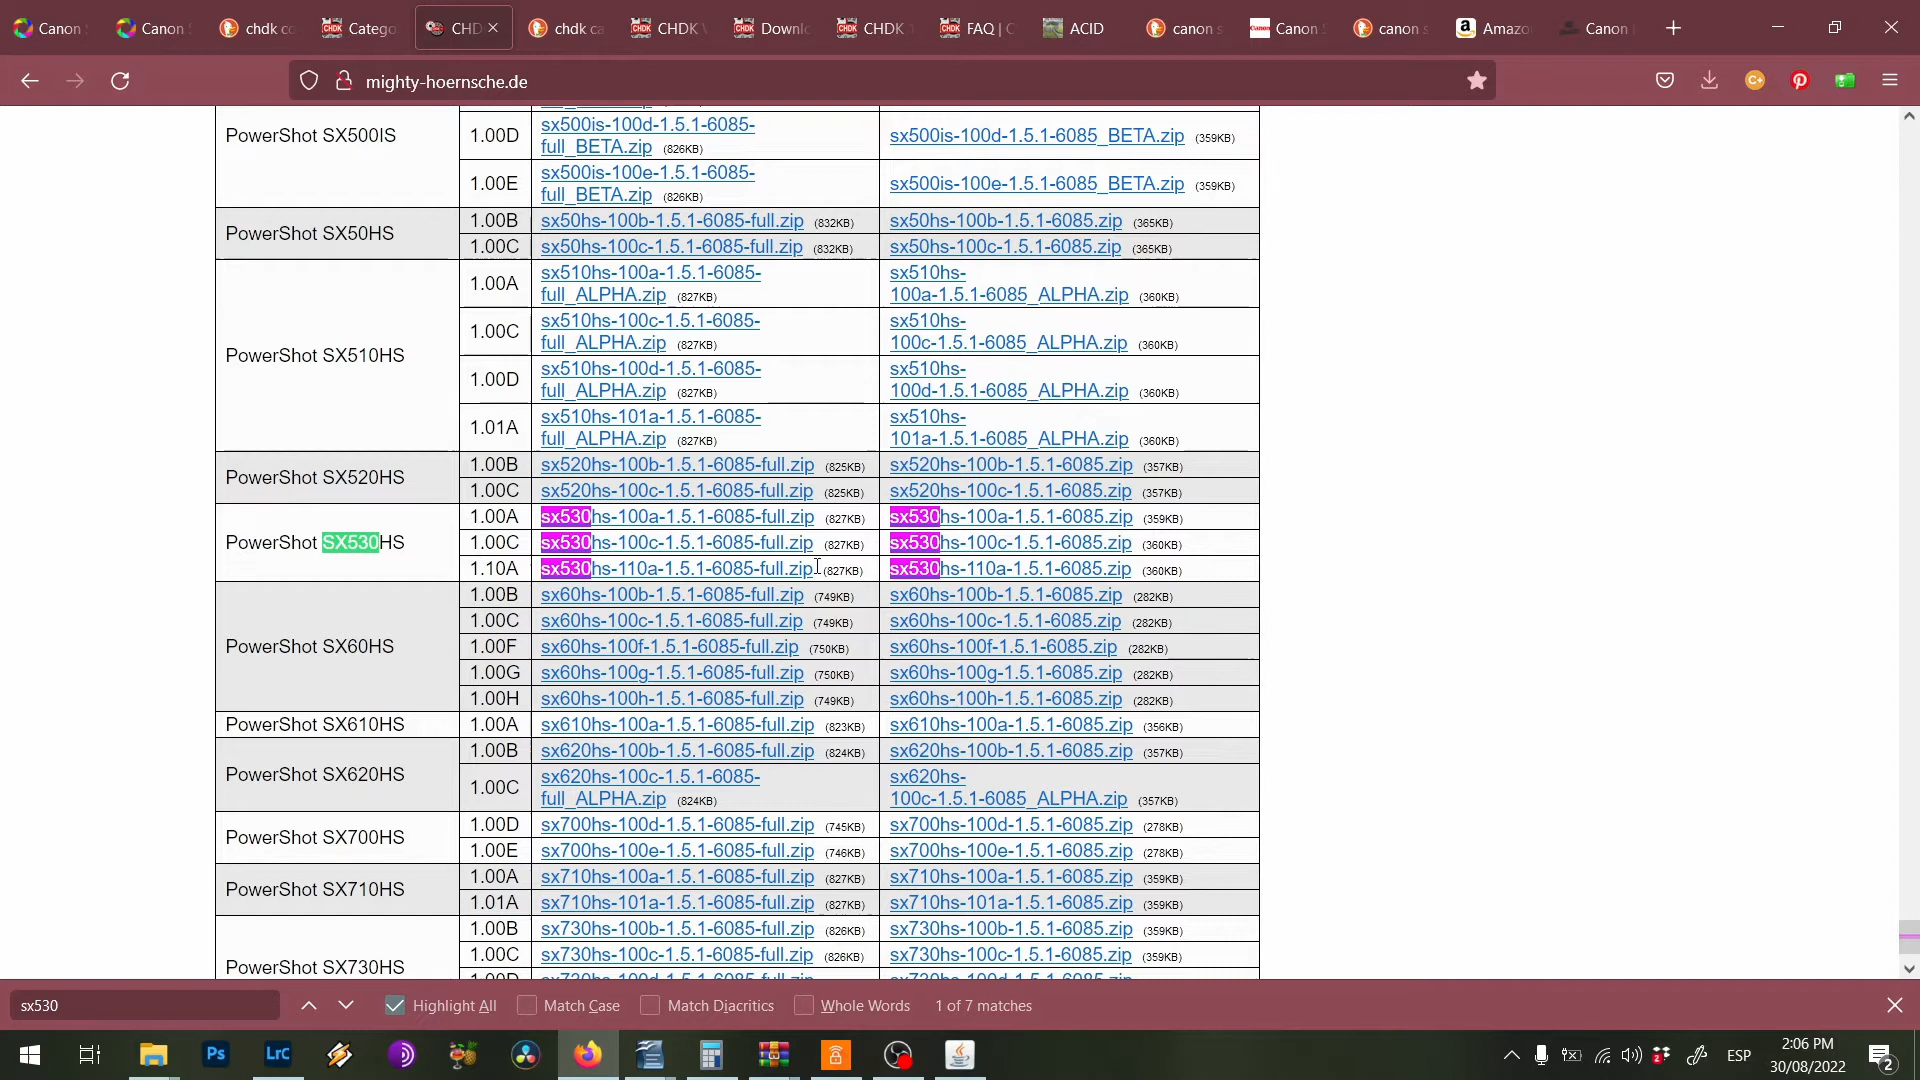 Canon
Canon
chdk co
Catego
CHD
chdk ca
CHDK
Downlo
CHDK
FAQ | C
ACID
canon s
Canon
canon s
Amazo
Canon
mighty-hoernsche.de
PowerShot SX500IS
1.00D
sx500is-100d-1.5.1-6085-
full_BETA.zip (826KB)
sx500is-100d-1.5.1-6085_BETA.zip (359KB)
1.00E
sx500is-100e-1.5.1-6085-
full_BETA.zip (826KB)
sx500is-100e-1.5.1-6085_BETA.zip (359KB)
PowerShot SX50HS
1.00B sx50hs-100b-1.5.1-6085-full.zip (832KB) sx50hs-100b-1.5.1-6085.zip (365KB)
1.00C sx50hs-100c-1.5.1-6085-full.zip (832KB) sx50hs-100c-1.5.1-6085.zip (365KB)
PowerShot SX510HS
1.00A
sx510hs-100a-1.5.1-6085-
full_ALPHA.zip (827KB)
sx510hs-
100a-1.5.1-6085_ALPHA.zip (360KB)
1.00C
sx510hs-100c-1.5.1-6085-
full_ALPHA.zip (827KB)
sx510hs-
100c-1.5.1-6085_ALPHA.zip (360KB)
1.00D
sx510hs-100d-1.5.1-6085-
full_ALPHA.zip (827KB)
sx510hs-
100d-1.5.1-6085_ALPHA.zip (360KB)
1.01A
sx510hs-101a-1.5.1-6085-
full_ALPHA.zip (827KB)
sx510hs-
101a-1.5.1-6085_ALPHA.zip (360KB)
PowerShot SX520HS
1.00B sx520hs-100b-1.5.1-6085-full.zip (825KB) sx520hs-100b-1.5.1-6085.zip (357KB)
1.00C sx520hs-100c-1.5.1-6085-full.zip (825KB) sx520hs-100c-1.5.1-6085.zip (357KB)
PowerShot SX530HS
1.00A sx530hs-100a-1.5.1-6085-full.zip (827KB) sx530hs-100a-1.5.1-6085.zip (359KB)
1.00C sx530hs-100c-1.5.1-6085-full.zip (827KB) sx530hs-100c-1.5.1-6085.zip (360KB)
1.10A sx530hs-110a-1.5.1-6085-full.zip (827KB) sx530hs-110a-1.5.1-6085.zip (360KB)
PowerShot SX60HS
1.00B sx60hs-100b-1.5.1-6085-full.zip (749KB) sx60hs-100b-1.5.1-6085.zip (282KB)
1.00C sx60hs-100c-1.5.1-6085-full.zip (749KB) sx60hs-100c-1.5.1-6085.zip (282KB)
1.00F sx60hs-100f-1.5.1-6085-full.zip (750KB) sx60hs-100f-1.5.1-6085.zip (282KB)
1.00G sx60hs-100g-1.5.1-6085-full.zip (750KB) sx60hs-100g-1.5.1-6085.zip (282KB)
1.00H sx60hs-100h-1.5.1-6085-full.zip (749KB) sx60hs-100h-1.5.1-6085.zip (282KB)
PowerShot SX610HS 1.00A sx610hs-100a-1.5.1-6085-full.zip (823KB) sx610hs-100a-1.5.1-6085.zip (356KB)
PowerShot SX620HS
1.00B sx620hs-100b-1.5.1-6085-full.zip (824KB) sx620hs-100b-1.5.1-6085.zip (357KB)
1.00C
sx620hs-100c-1.5.1-6085-
full_ALPHA.zip (824KB)
sx620hs-
100c-1.5.1-6085_ALPHA.zip (357KB)
PowerShot SX700HS
1.00D sx700hs-100d-1.5.1-6085-full.zip (745KB) sx700hs-100d-1.5.1-6085.zip (278KB)
1.00E sx700hs-100e-1.5.1-6085-full.zip (746KB) sx700hs-100e-1.5.1-6085.zip (278KB)
PowerShot SX710HS
1.00A sx710hs-100a-1.5.1-6085-full.zip (827KB) sx710hs-100a-1.5.1-6085.zip (359KB)
1.01A sx710hs-101a-1.5.1-6085-full.zip (827KB) sx710hs-101a-1.5.1-6085.zip (359KB)
PowerShot SX730HS
1.00B sx730hs-100b-1.5.1-6085-full.zip (826KB) sx730hs-100b-1.5.1-6085.zip (359KB)
1.00C sx730hs-100c-1.5.1-6085-full.zip (826KB) sx730hs-100c-1.5.1-6085.zip (359KB)
sx530
Highlight All
Match Case
Match Diacritics
Whole Words
1 of 7 matches
Ps
LrC
ESP
2:06 PM
30/08/2022
2